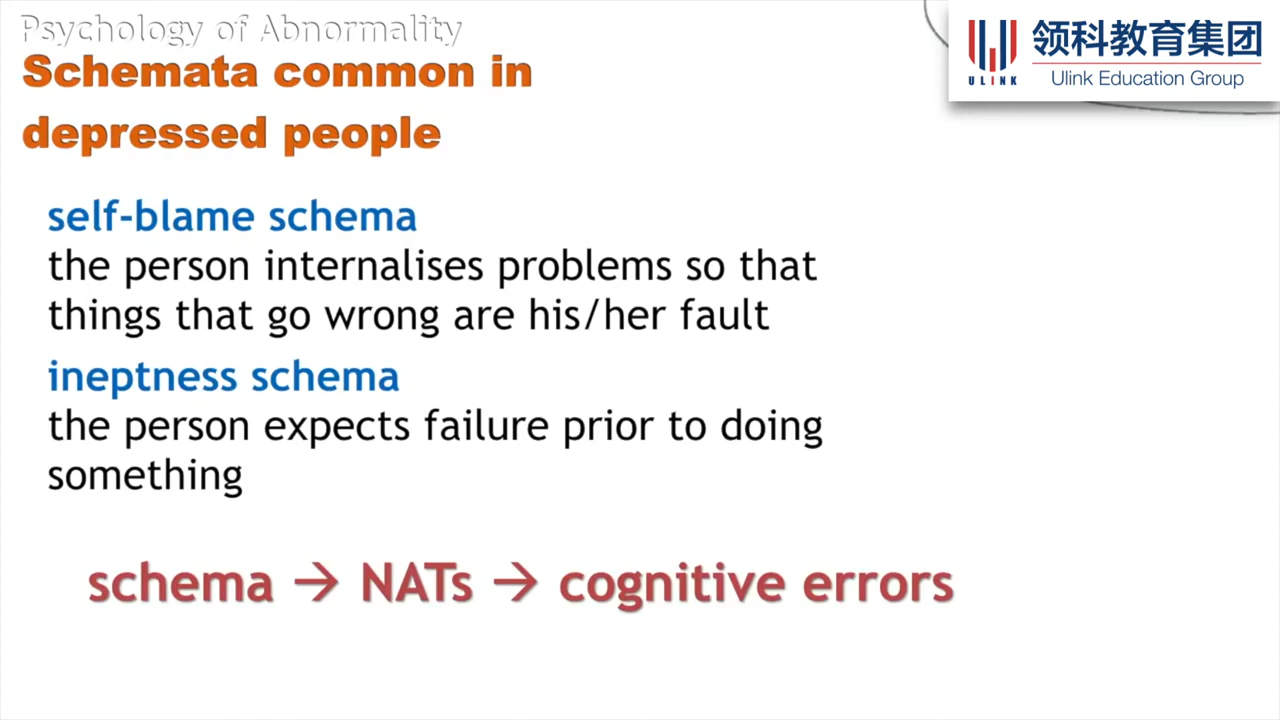 Psychology of Abnormality
Schemata common in
depressed people
ULINK
领科教育集团
Ulink Education Group
self-blame schema
the person internalises problems so that
things that go wrong are his/her fault
ineptness schema
the person expects failure prior to doing
something
schema → NATs → cognitive errors